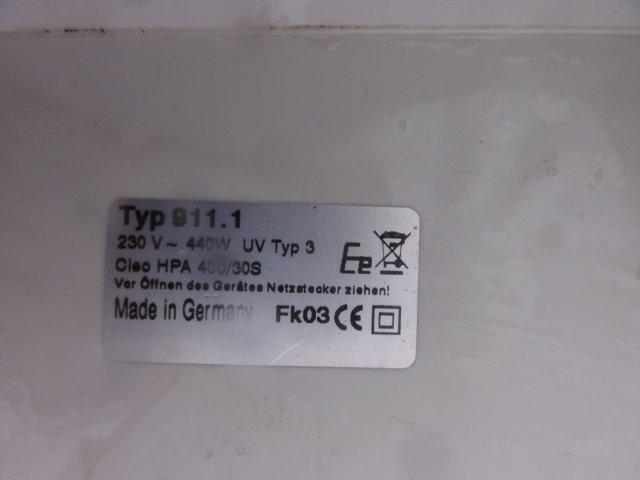 Typ 911.1
230 V~ 440W UV Typ 3
Cleo HPA 400/30S
Vor Öffnen des Gerätes Netzstecker ziehen!
Made in Germany Fk03 CE